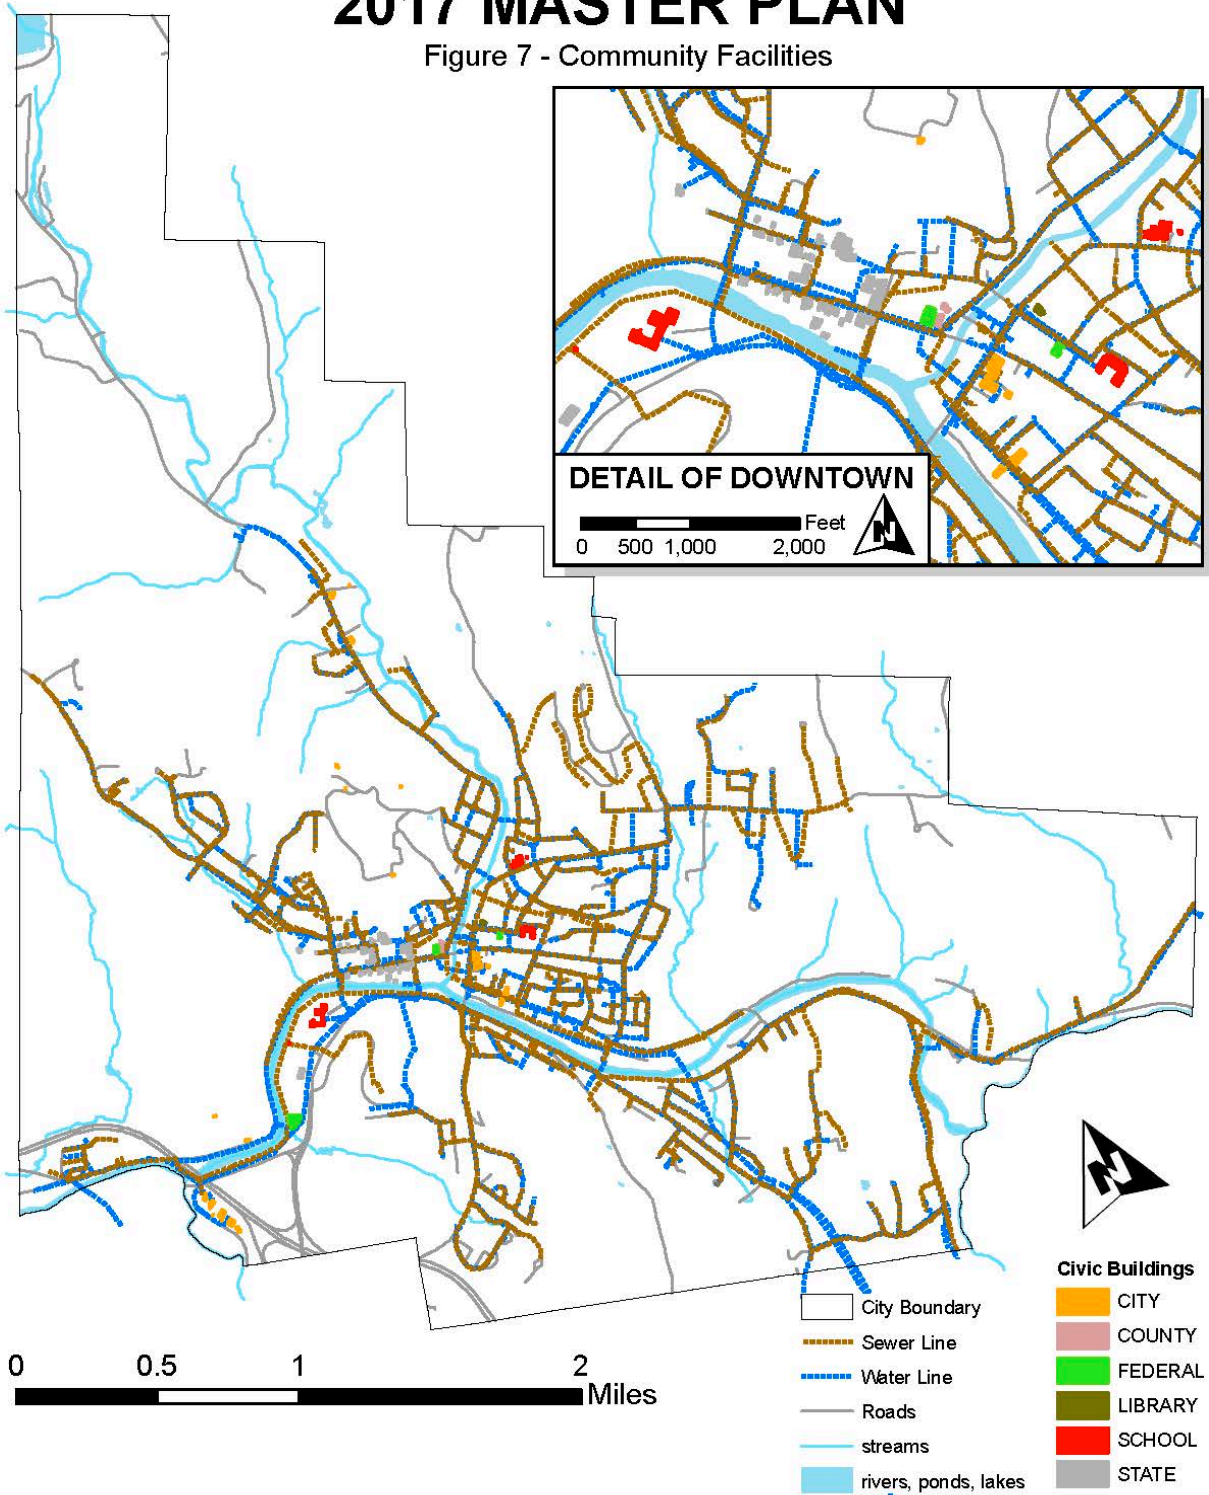 2017 MASTER PLAN
Figure 7 - Community Facilities
DETAIL OF DOWNTOWN
Feet
0 500 1,000 2,000
N
N
Civic Buildings
CITY
COUNTY
FEDERAL
LIBRARY
SCHOOL
STATE
City Boundary
Sewer Line
Water Line
Roads
streams
rivers, ponds, lakes
0 0.5 1 2
Miles